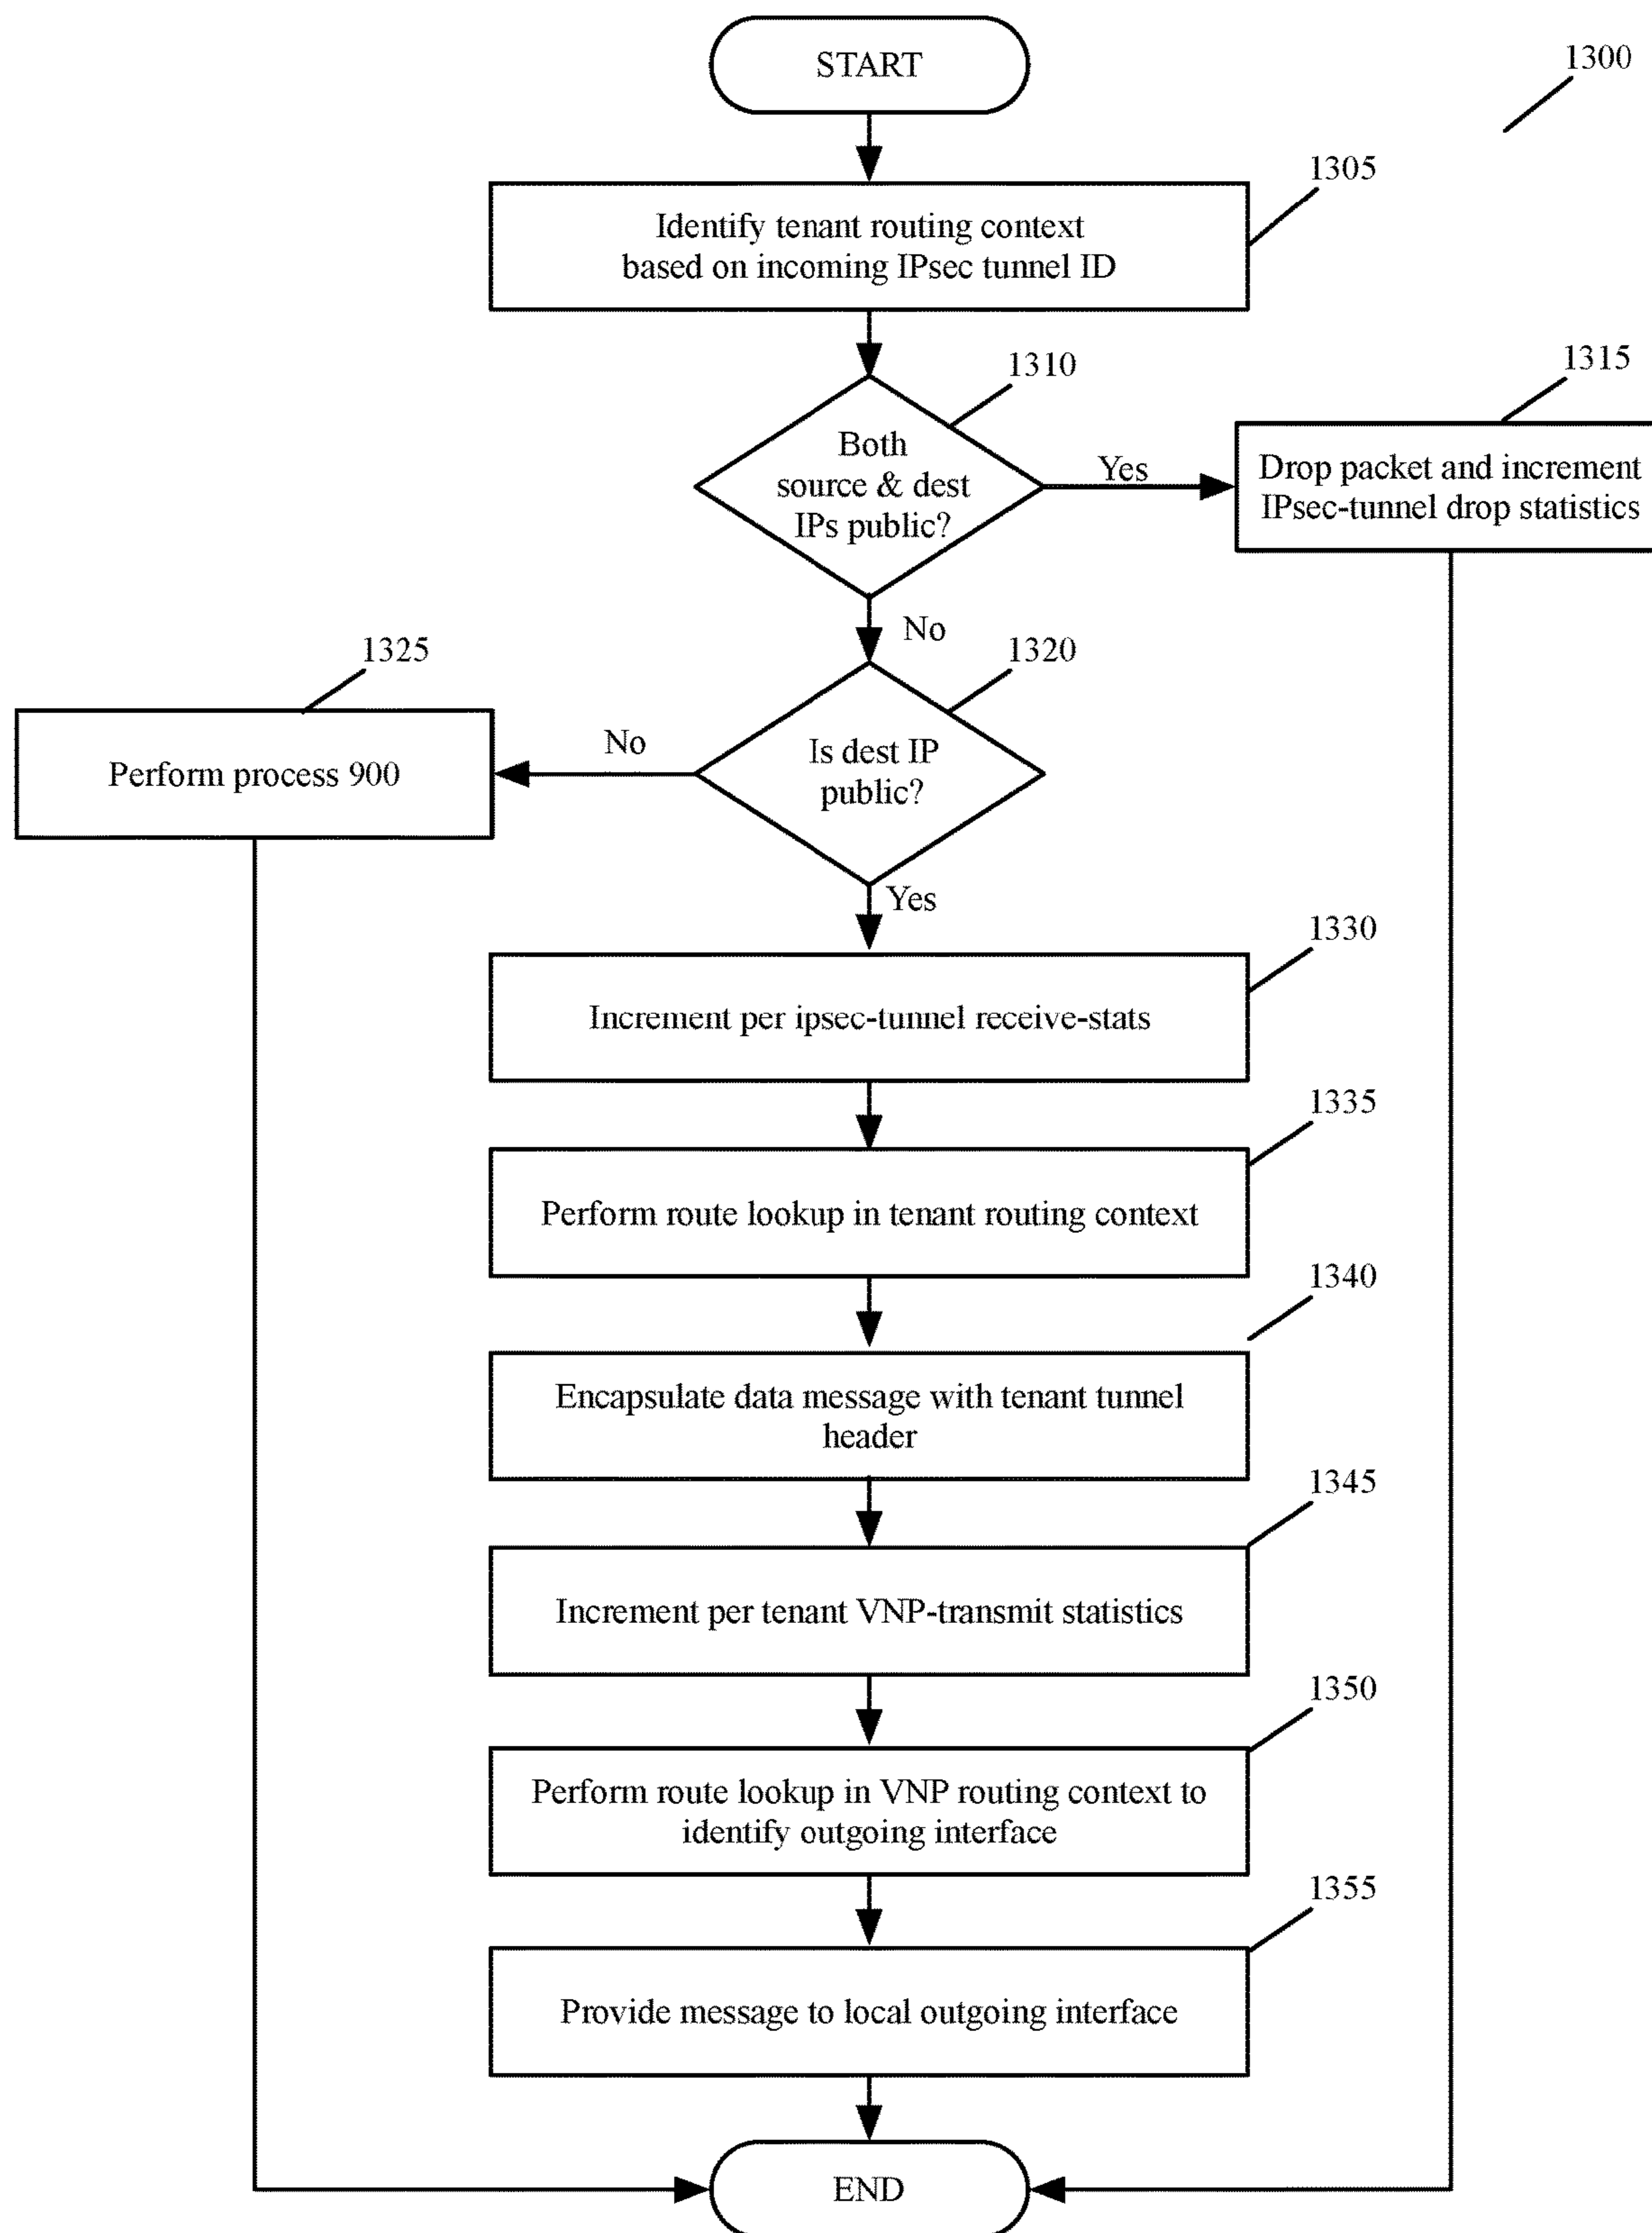 START
1300
1305
Identify tenant routing context
based on incoming IPsec tunnel ID
1310
1315
Both
source & dest
IPs public?
Yes
Drop packet and increment
IPsec-tunnel drop statistics
No
1320
1325
Is dest IP
public?
No
Perform process 900
Yes
1330
Increment per ipsec-tunnel receive-stats
1335
Perform route lookup in tenant routing context
1340
Encapsulate data message with tenant tunnel
header
1345
Increment per tenant VNP-transmit statistics
1350
Perform route lookup in VNP routing context to
identify outgoing interface
1355
Provide message to local outgoing interface
END